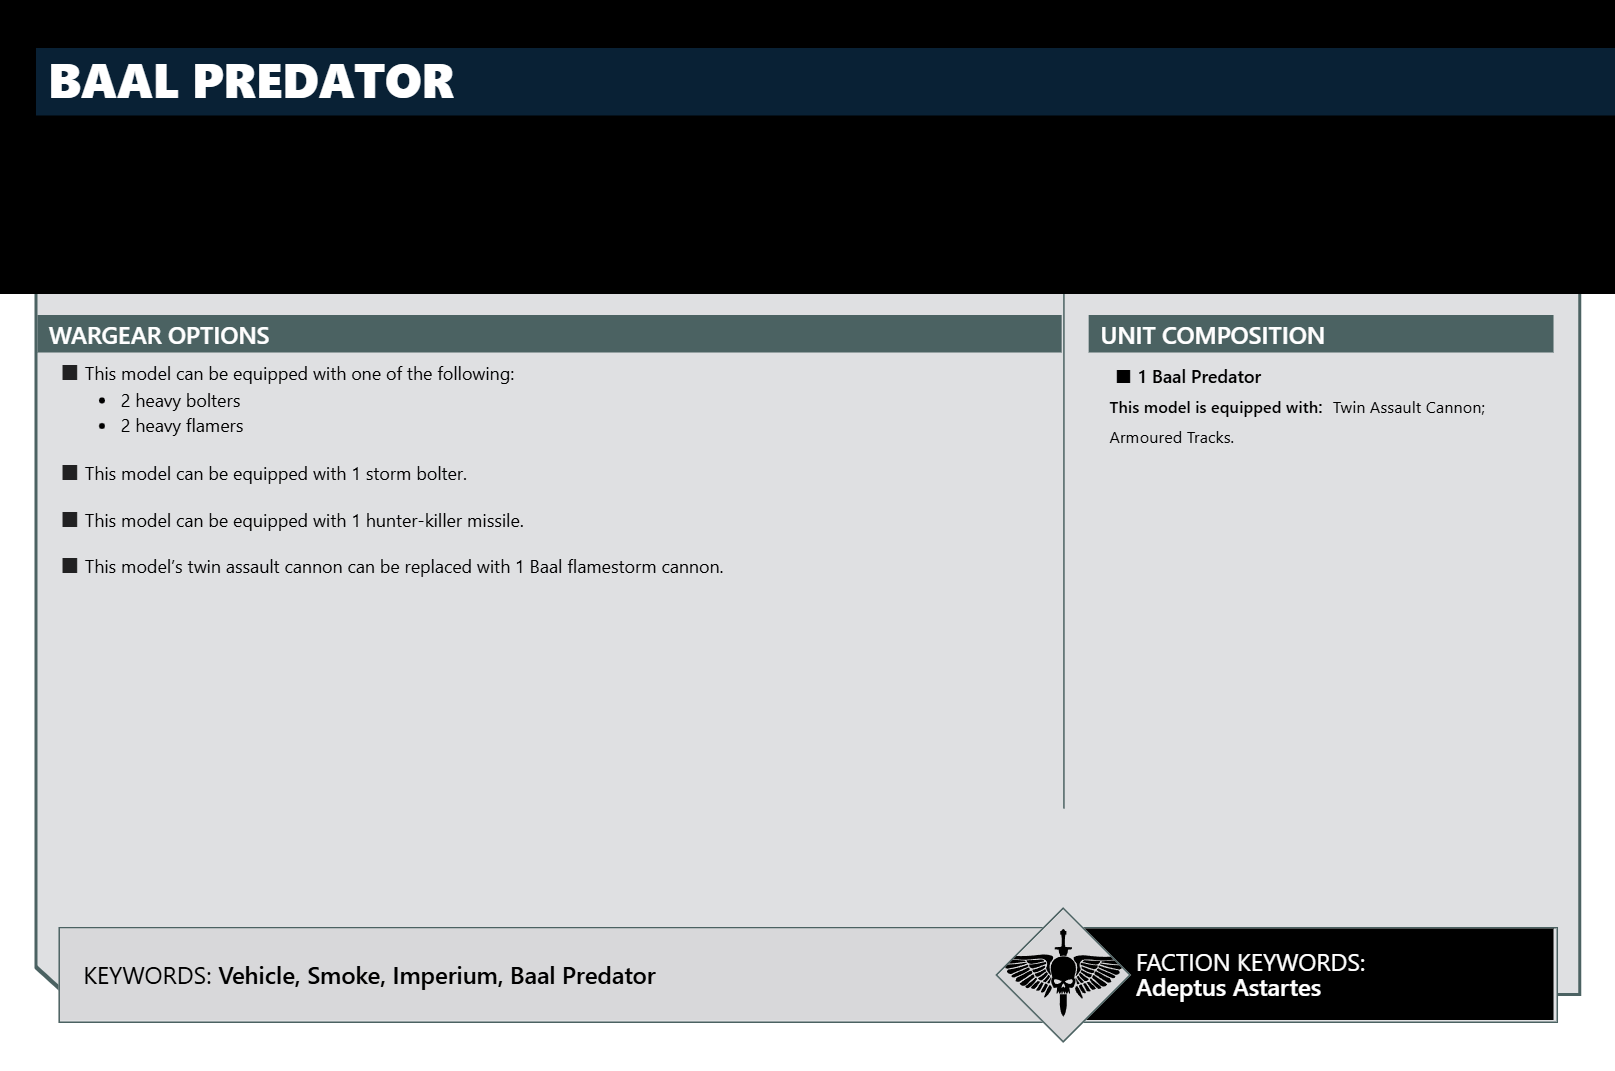 BAAL PREDATOR
WARGEAR OPTIONS
■ This model can be equipped with one of the following:
• 2 heavy bolters
• 2 heavy flamers
■ This model can be equipped with 1 storm bolter.
■ This model can be equipped with 1 hunter-killer missile.
■ This model’s twin assault cannon can be replaced with 1 Baal flamestorm cannon.
UNIT COMPOSITION
■ 1 Baal Predator
This model is equipped with: Twin Assault Cannon;
Armoured Tracks.
KEYWORDS: Vehicle, Smoke, Imperium, Baal Predator
FACTION KEYWORDS:
Adeptus Astartes